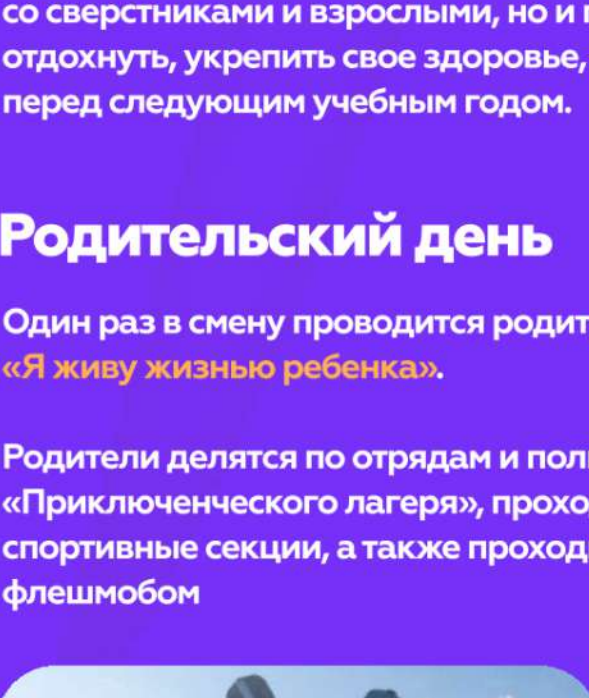 со сверстниками и взрослыми, но и
отдохнуть, укрепить свое здоровье,
перед следующим учебным годом.
Родительский день
Один раз в смену проводится
«Я живу жизнью ребенка».
Родители делятся по отрядам и
«Приключенческого лагеря»,
спортивные секции, а также
флешмобом